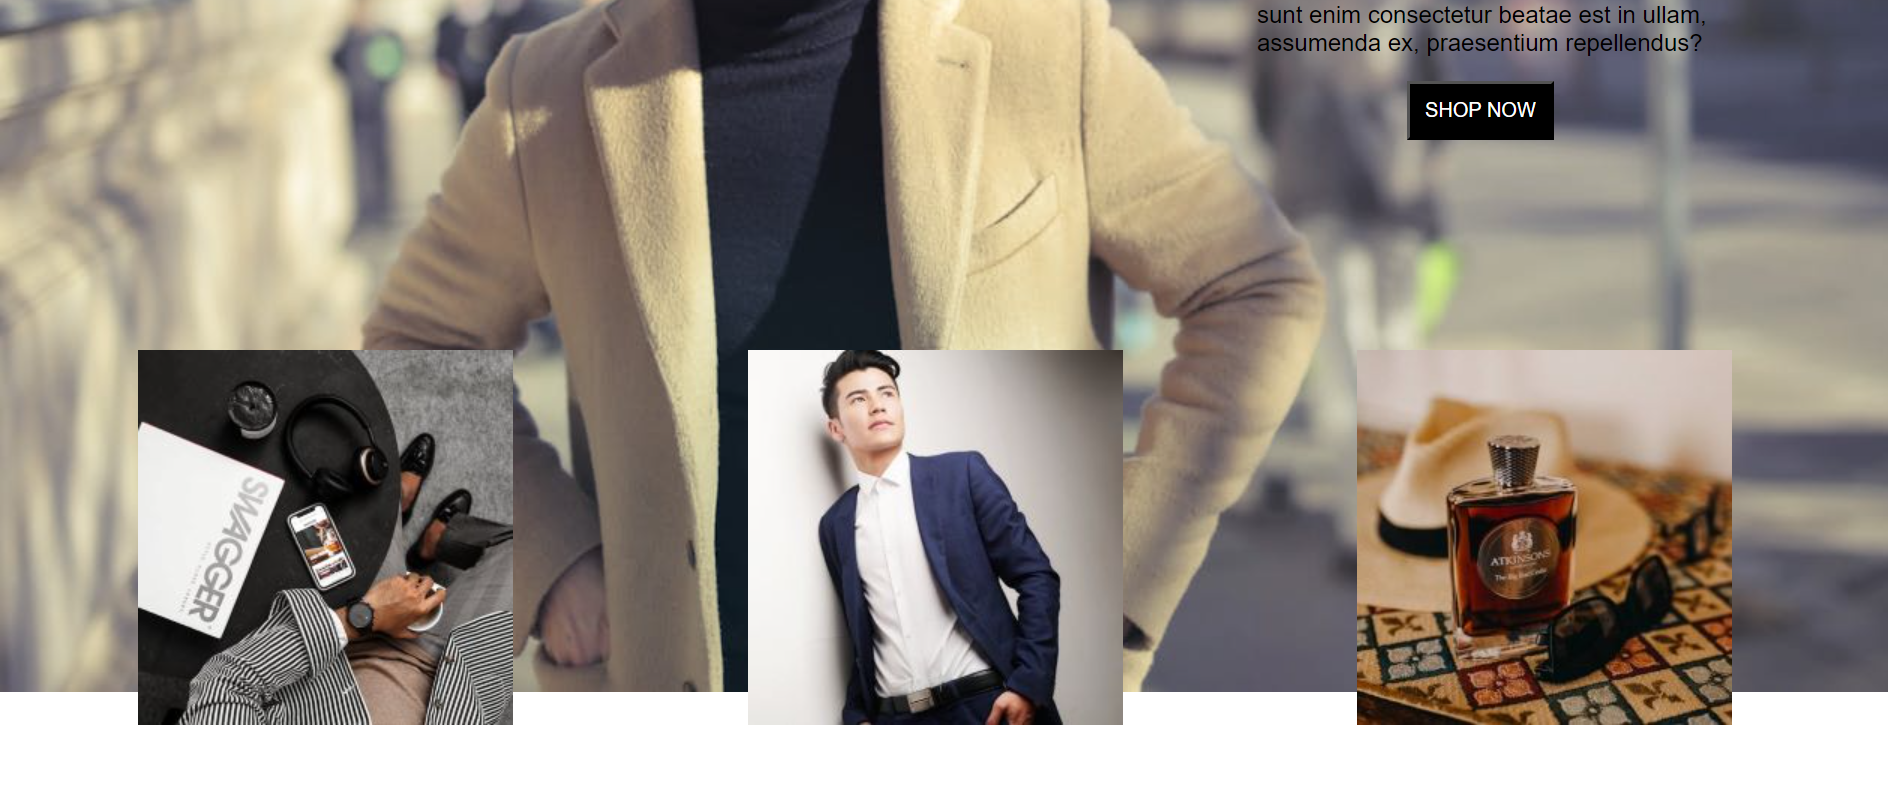 sunt enim consectetur beatae est in ullam,
assumenda ex, praesentium repellendus?
SHOP NOW
SWAGGER
ATKINSONS